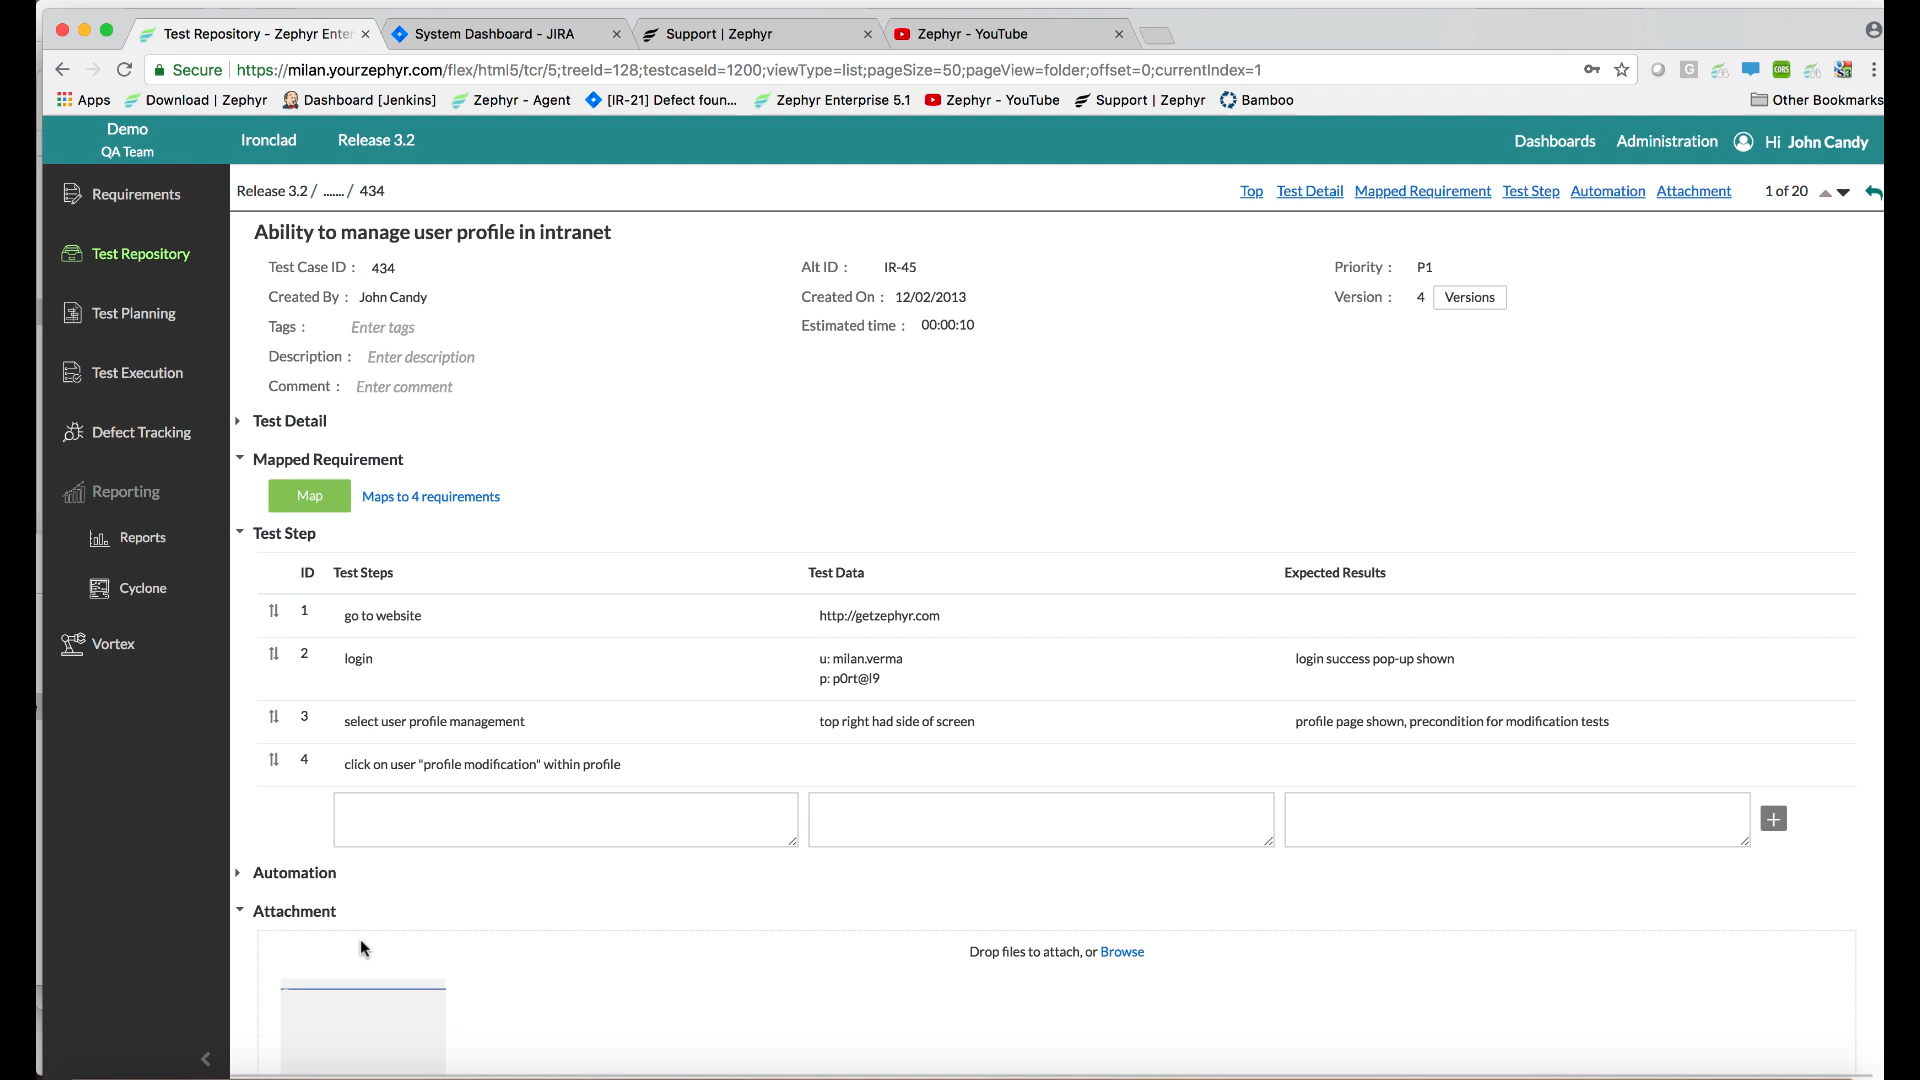 Test Repository - Zephyr Enter
System Dashboard - JIRA
Support | Zephyr
Zephyr - YouTube
Secure
https://milan.yourzephyr.com/flex/html5/tcr/5;treeId=128;testcaseId=1200;viewType=list;pageSize=50;pageView=folder;offset=0;currentIndex=1
Apps
Download | Zephyr
Dashboard [Jenkins]
Zephyr - Agent
[IR-21] Defect foun...
Zephyr Enterprise 5.1
Zephyr - YouTube
Support | Zephyr
Bamboo
Other Bookmarks
Demo
QA Team
Ironclad
Release 3.2
Dashboards
Administration
Hi John Candy
Requirements
Test Repository
Test Planning
Test Execution
Defect Tracking
Reporting
Reports
Cyclone
Vortex
Release 3.2 / ....... / 434
Top Test Detail Mapped Requirement Test Step Automation Attachment
1 of 20
Ability to manage user profile in intranet
Test Case ID : 434
Alt ID : IR-45
Priority : P1
Created By : John Candy
Created On : 12/02/2013
Version : 4 Versions
Tags : Enter tags
Estimated time : 00:00:10
Description : Enter description
Comment : Enter comment
Test Detail
Mapped Requirement
Map Maps to 4 requirements
Test Step
ID Test Steps Test Data Expected Results
1 go to website http://getzephyr.com
2 login u: milan.verma login success pop-up shown
p: p0rt@l9
3 select user profile management top right had side of screen profile page shown, precondition for modification tests
4 click on user "profile modification" within profile
Automation
Attachment
Drop files to attach, or Browse